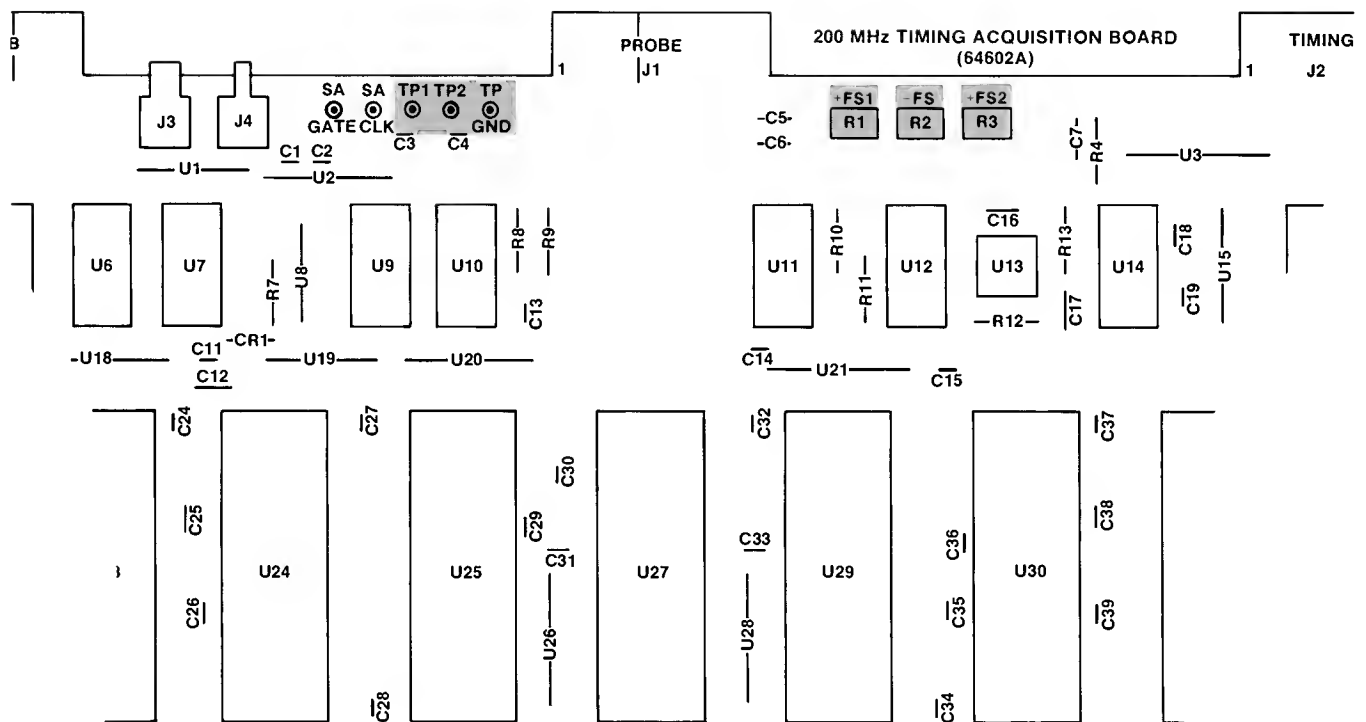 B
PROBE
J1
1
200 MHz TIMING ACQUISITION BOARD
(64602A)
1
TIMING
J2
J3
J4
SA
GATE
SA
CLK
TP1
TP2
TP
GND
C3
C4
-C5-
-C6-
+FS1
R1
-FS
R2
+FS2
R3
C7
R4
U3
U1
C1
C2
U2
U6
U7
R7
U8
U9
U10
R8
R9
C13
U11
R10
R11
U12
C16
U13
R12
R13
C17
U14
C18
C19
U15
-CR1-
U18
C11
C12
U19
U20
C14
U21
C15
C24
C25
C26
U24
C27
C28
U25
C30
C29
C31
U26
U27
C32
C33
U28
U29
C36
C35
C34
U30
C37
C38
C39